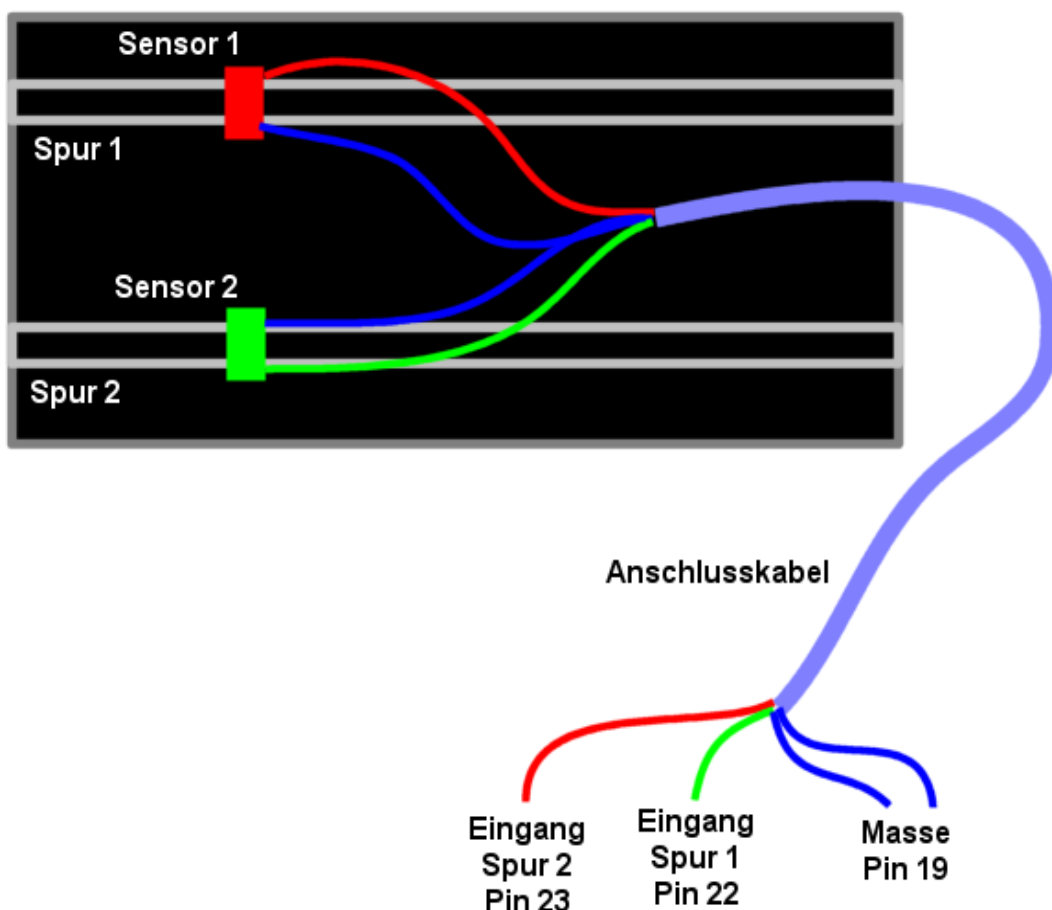 Sensor 1
Spur 1
Sensor 2
Spur 2
Anschlusskabel
Eingang
Spur 2
Pin 23
Eingang
Spur 1
Pin 22
Masse
Pin 19